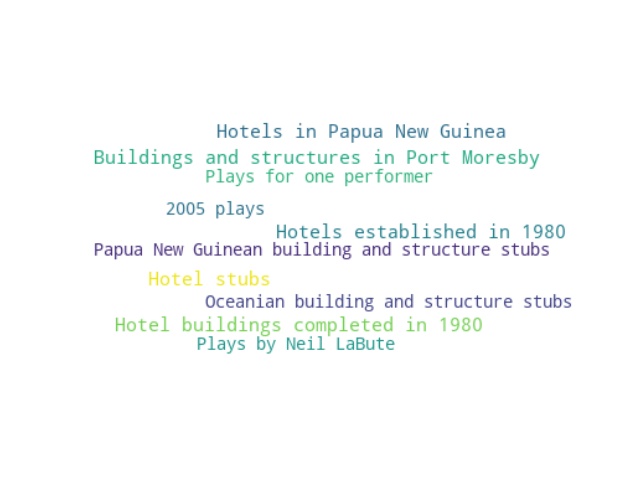 Hotels in Papua New Guinea
Buildings and structures in Port Moresby
Plays for one performer
2005 plays
Hotels established in 1980
Papua New Guinean building and structure stubs
Hotel stubs
Oceanian building and structure stubs
Hotel buildings completed in 1980
Plays by Neil LaBute